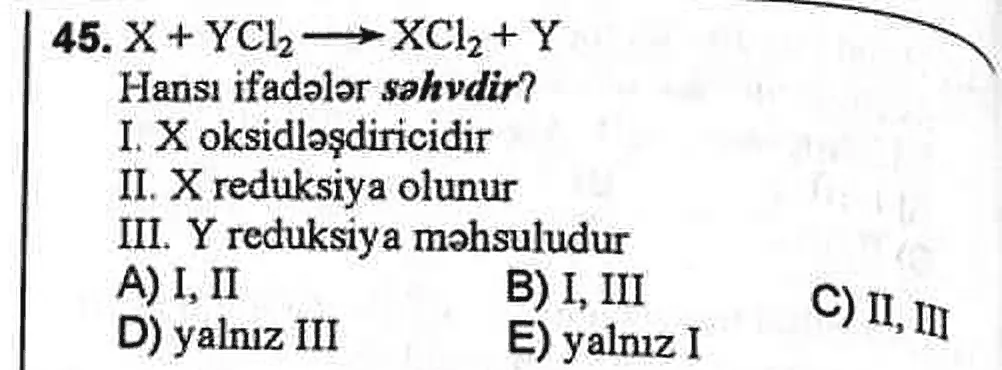 45. X + YCl₂ ⟶ XCl₂ + Y
Hansı ifadələr səhvdir?
I. X oksidləşdiricidir
II. X reduksiya olunur
III. Y reduksiya məhsuludur
A) I, II B) I, III C) II, III
D) yalnız III E) yalnız I